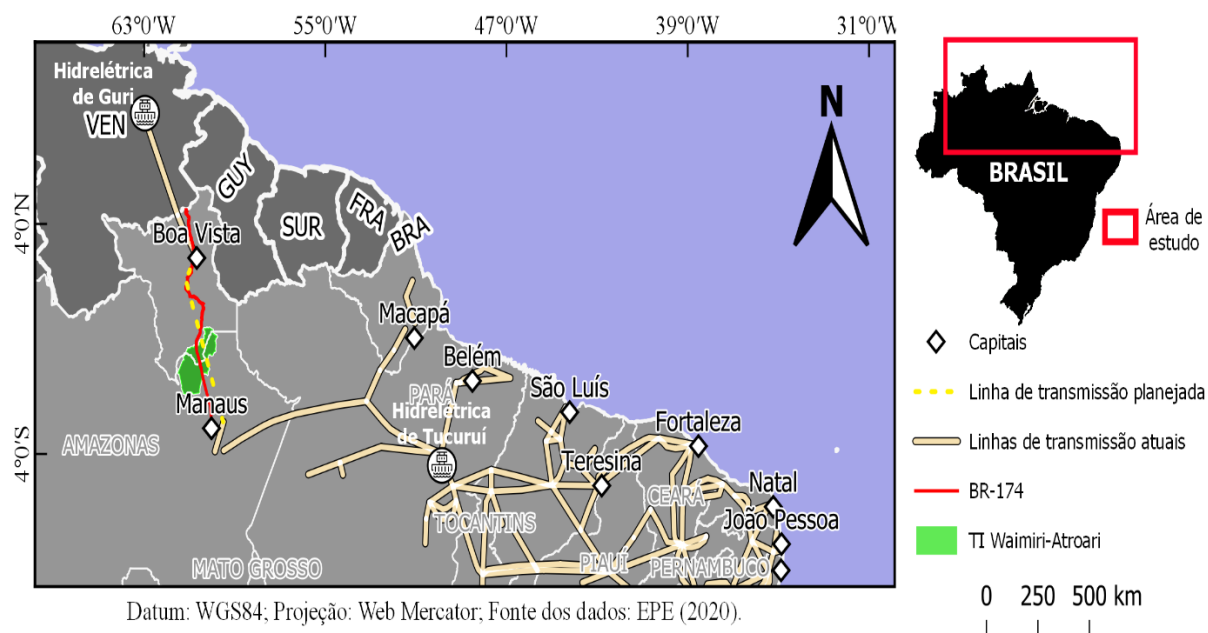 63°0'W 55°0'W 47°0'W 39°0'W 31°0'W
Hidrelétrica
de Guri
VEN
GUY
SUR
FRA
BRA
4°0'N
Boa Vista
Macapá
Belém
PARÁ
São Luís
Manaus
Hidrelétrica
de Tucuruí
Fortaleza
AMAZONAS
4°0'S
Teresina
Natal
CEARÁ
João Pessoa
TOCANTINS
PIAUÍ
PERNAMBUCO
MATO GROSSO
N
BRASIL
Área de
estudo
Capitais
Linha de transmissão planejada
Linhas de transmissão atuais
BR-174
TI Waimiri-Atroari
0 250 500 km
Datum: WGS84; Projeção: Web Mercator; Fonte dos dados: EPE (2020).